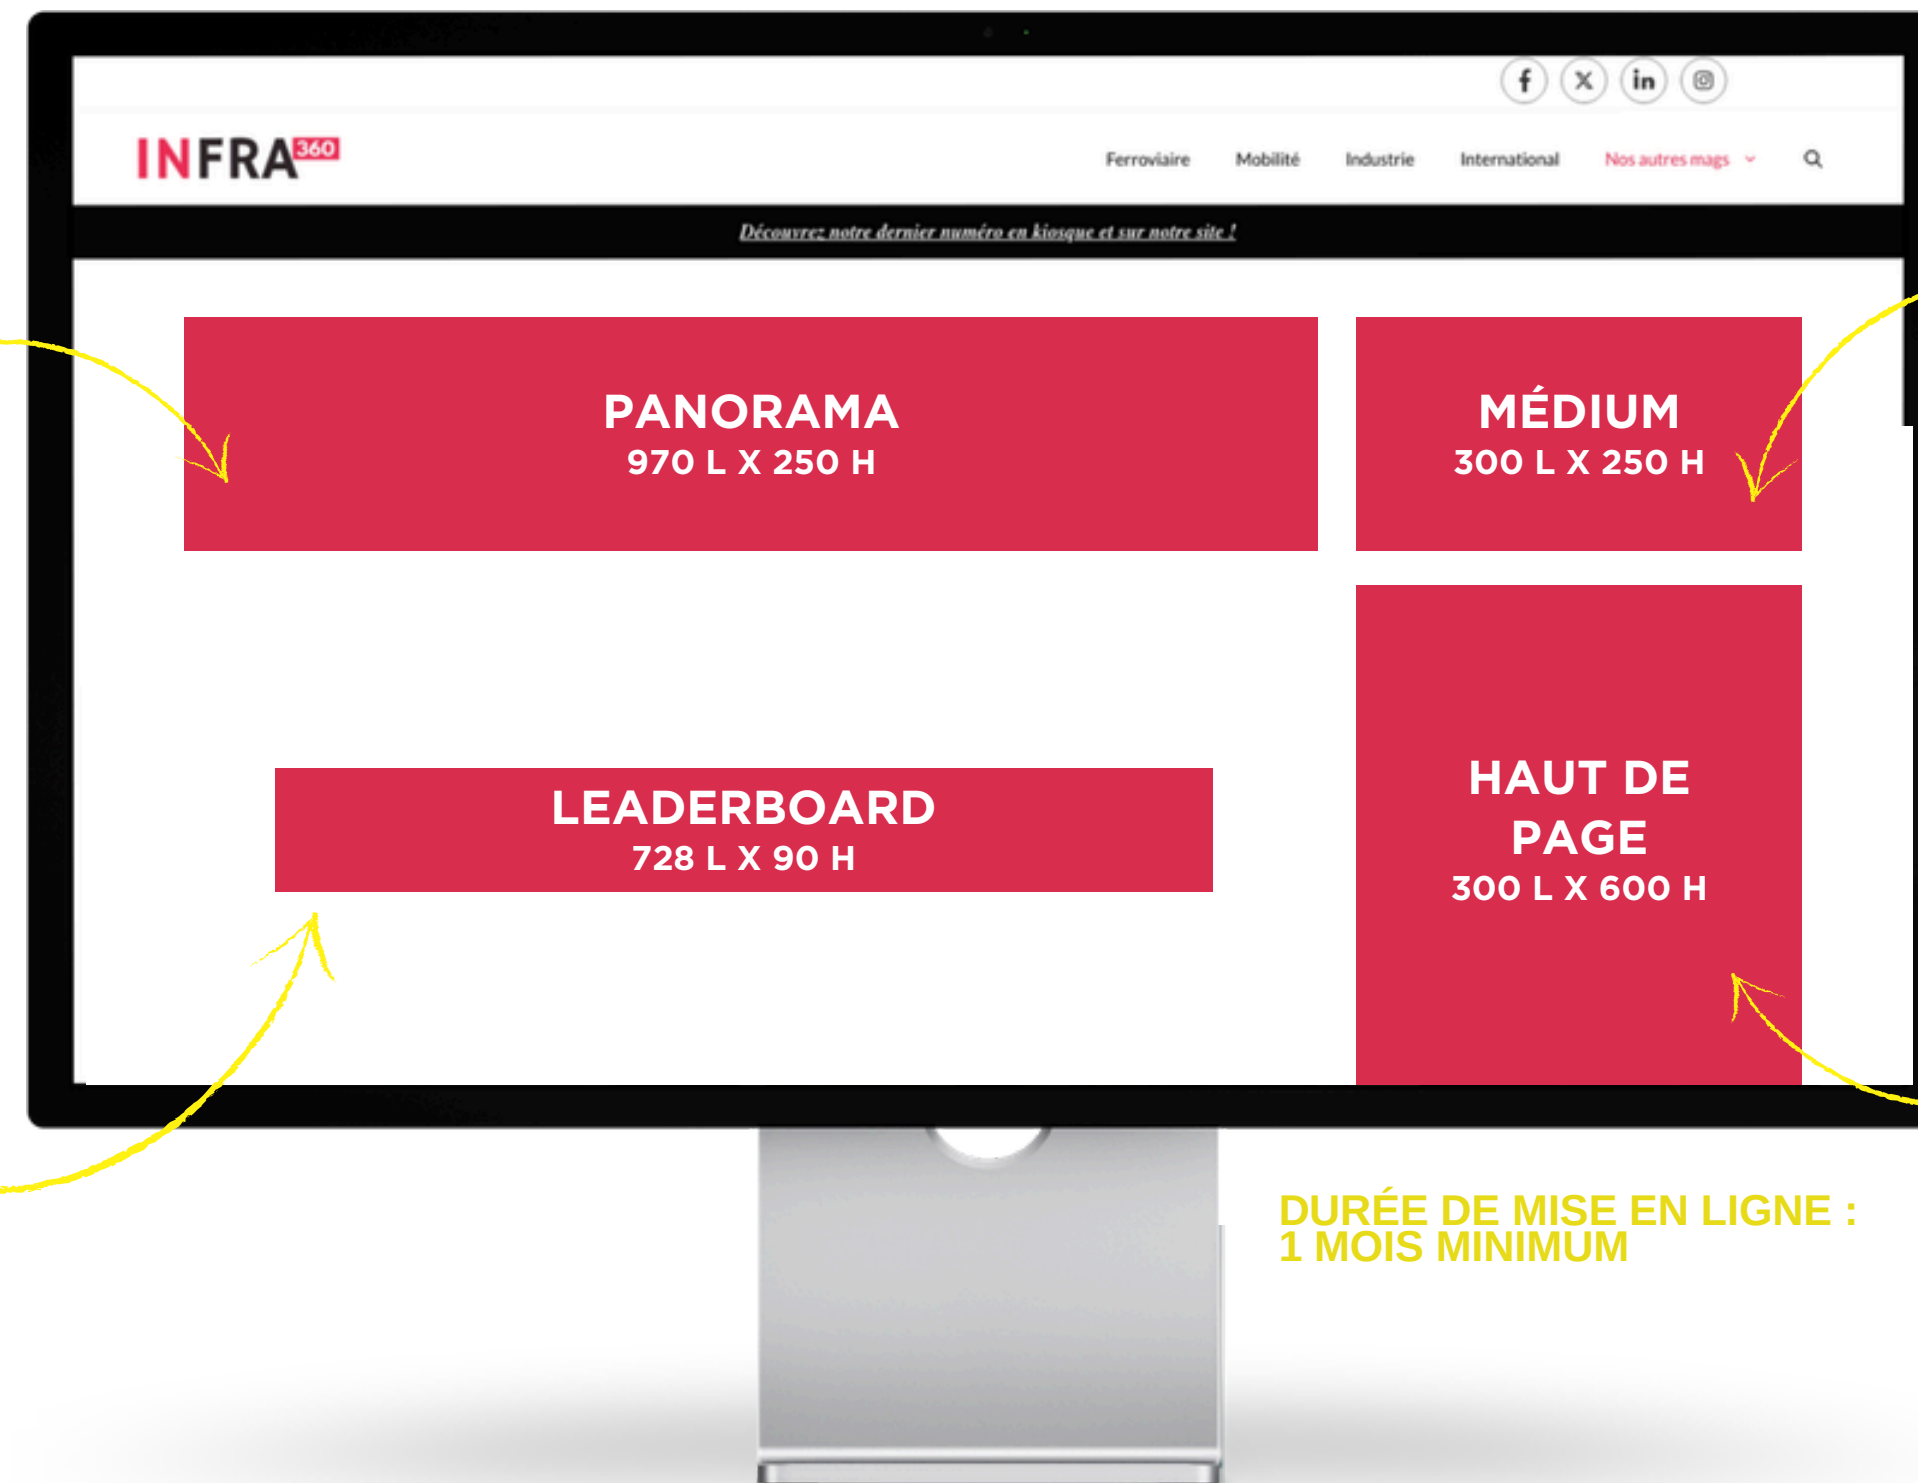 INFRA360
Ferroviaire Mobilité Industrie International Nos autres mags
Découvrez notre dernier numéro en kiosque et sur notre site !
PANORAMA
970 L X 250 H
MÉDIUM
300 L X 250 H
LEADERBOARD
728 L X 90 H
HAUT DE
PAGE
300 L X 600 H
DURÉE DE MISE EN LIGNE :
1 MOIS MINIMUM